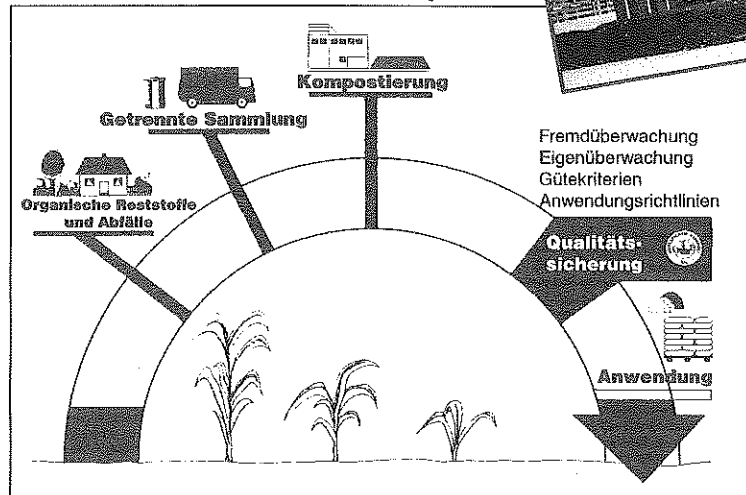 Kompostierung
Getrennte Sammlung
Organische Reststoffe
und Abfälle
Fremdüberwachung
Eigenüberwachung
Gütekriterien
Anwendungsrichtlinien
Qualitäts-
sicherung
Anwendung